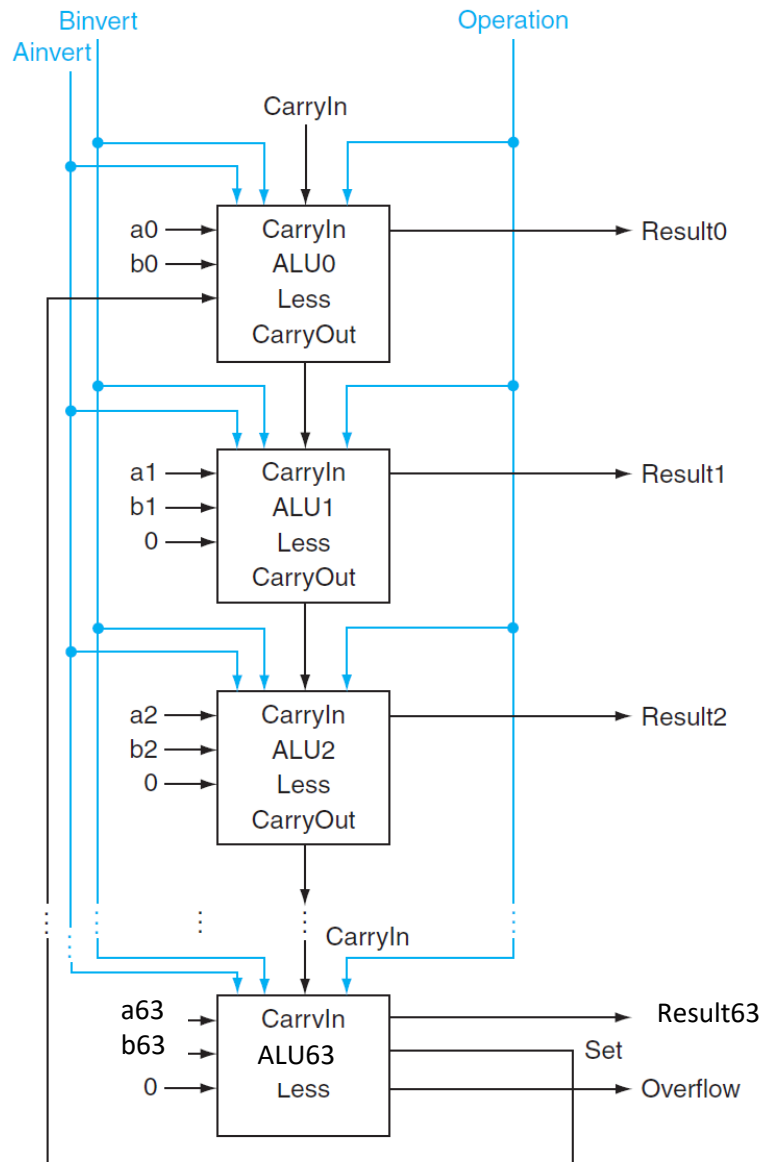 Binvert
Operation
Ainvert
CarryIn
a0
CarryIn
Result0
b0
ALU0
Less
CarryOut
a1
CarryIn
Result1
b1
ALU1
0
Less
CarryOut
a2
CarryIn
Result2
b2
ALU2
0
Less
CarryOut
CarryIn
a63
CarrvIn
Result63
b63
ALU63
Set
0
Less
Overflow